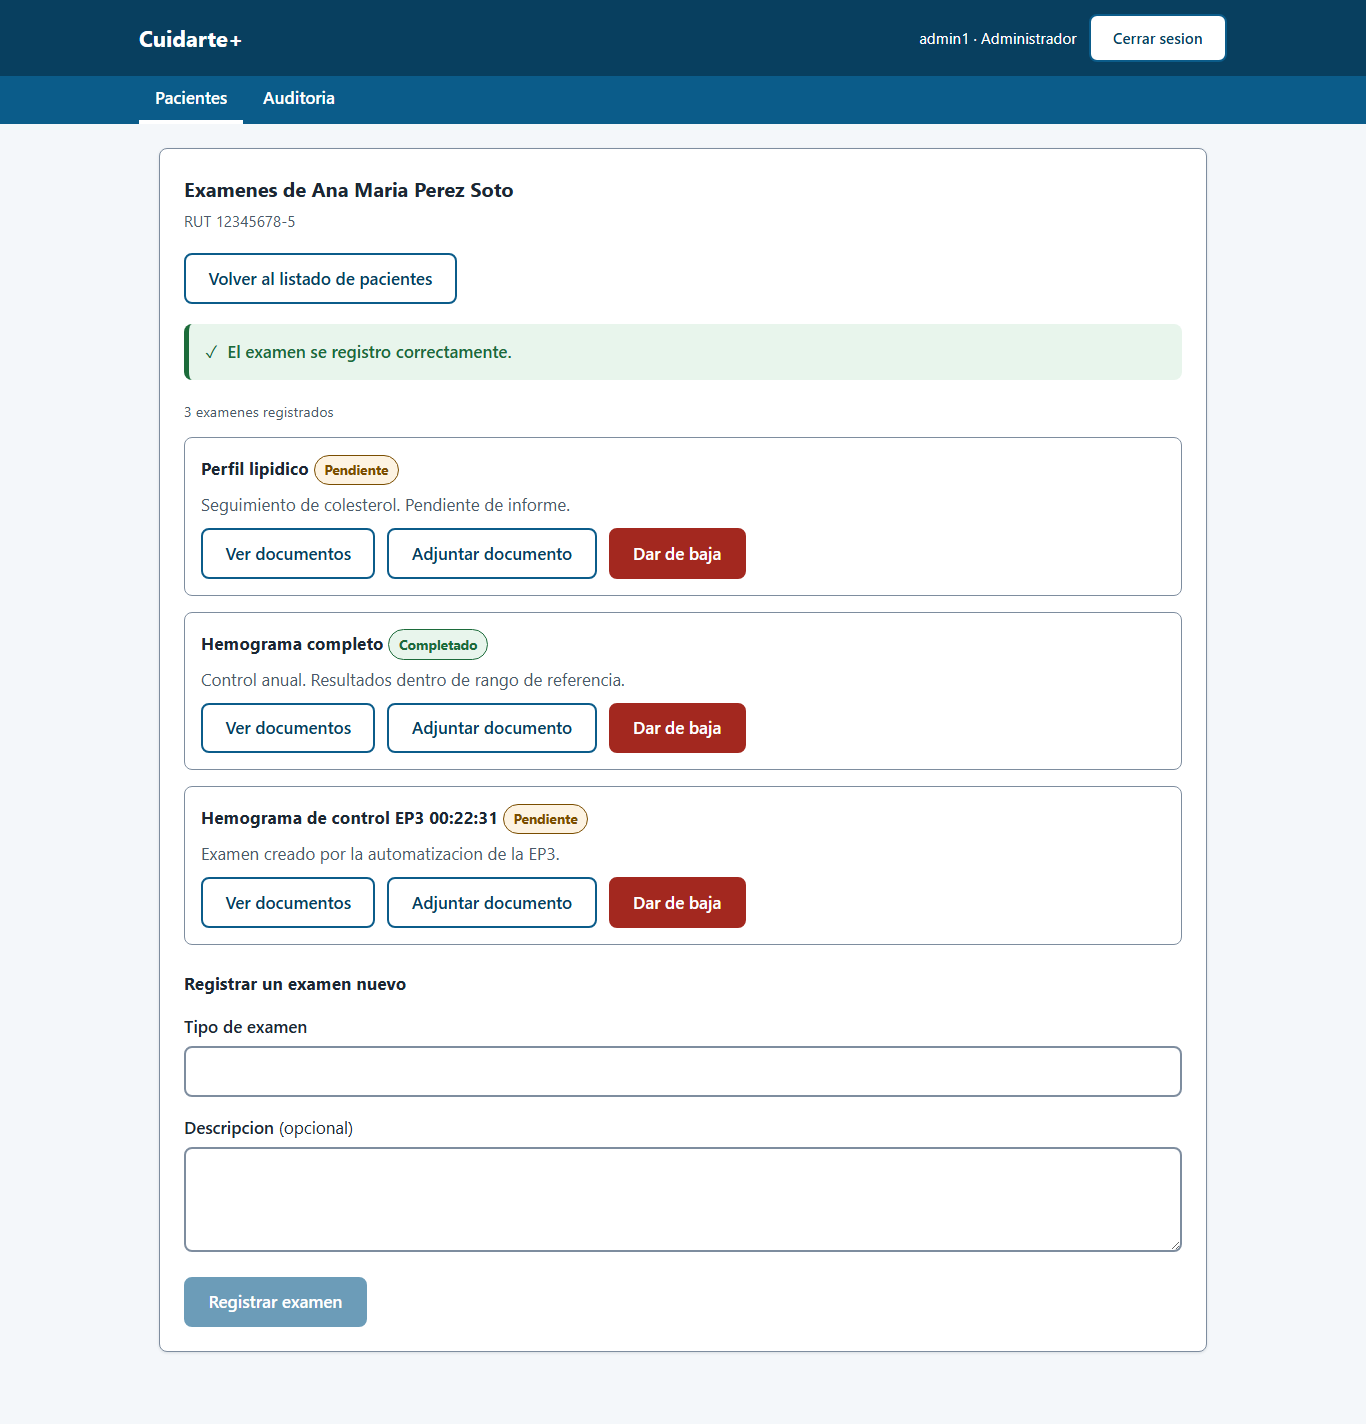 Cuidarte+
admin1 · Administrador
Cerrar sesion
Pacientes
Auditoria
Examenes de Ana Maria Perez Soto
RUT 12345678-5
Volver al listado de pacientes
✓ El examen se registro correctamente.
3 examenes registrados
Perfil lipidico Pendiente
Seguimiento de colesterol. Pendiente de informe.
Ver documentos Adjuntar documento Dar de baja
Hemograma completo Completado
Control anual. Resultados dentro de rango de referencia.
Ver documentos Adjuntar documento Dar de baja
Hemograma de control EP3 00:22:31 Pendiente
Examen creado por la automatizacion de la EP3.
Ver documentos Adjuntar documento Dar de baja
Registrar un examen nuevo
Tipo de examen
Descripcion (opcional)
Registrar examen